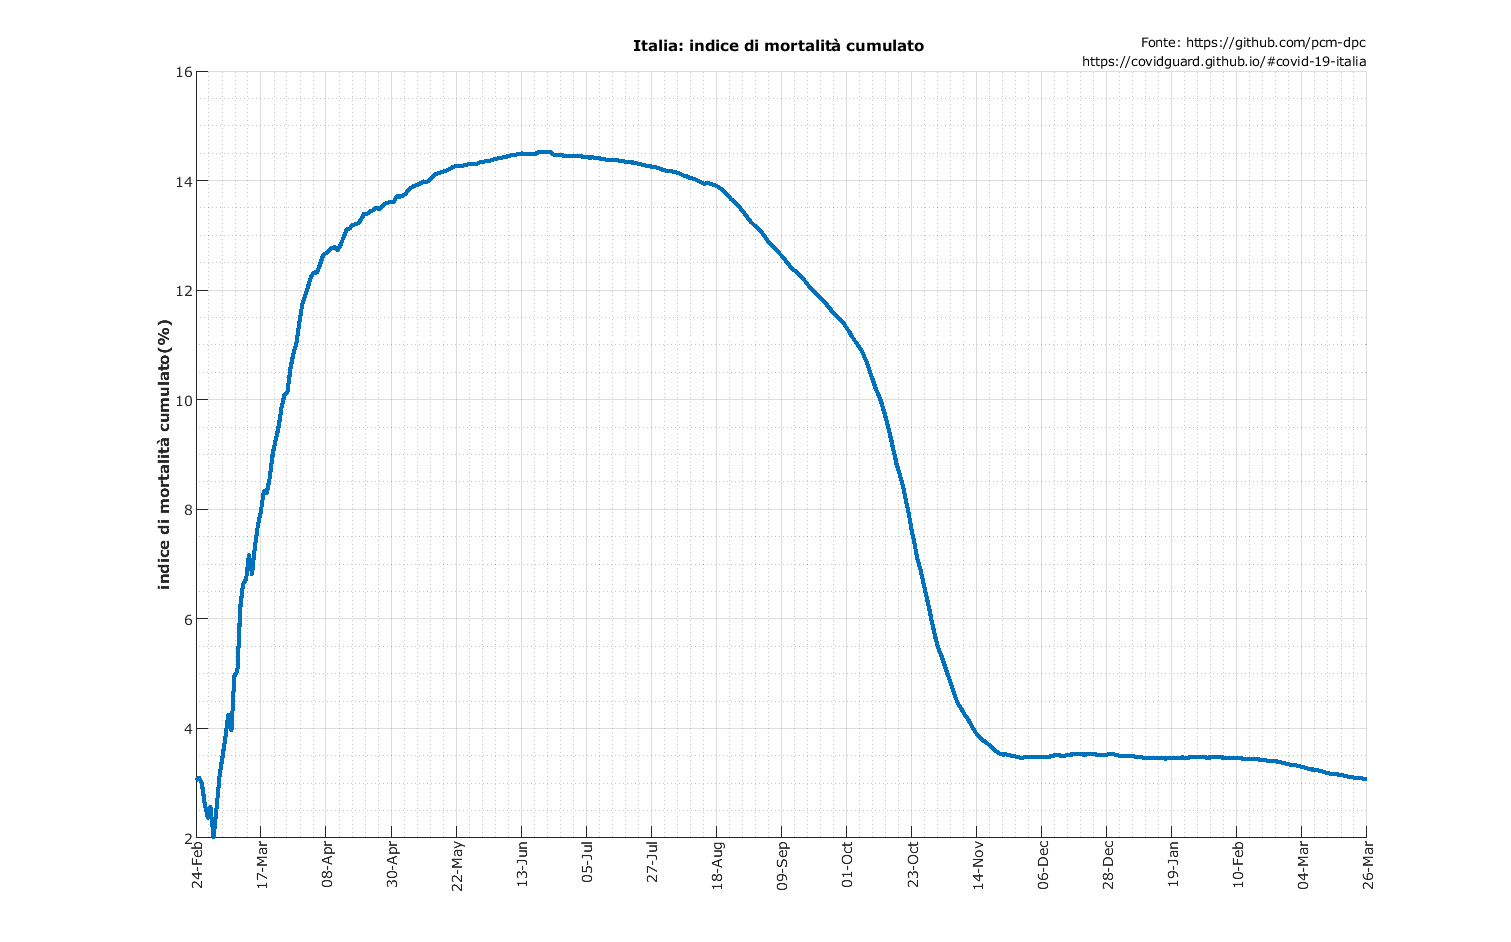 Italia: indice di mortalità cumulato
Fonte: https://github.com/pcm-dpc
https://covidguard.github.io/#covid-19-italia
indice di mortalità cumulato(%)
16
14
12
10
8
6
4
2
24-Feb
17-Mar
08-Apr
30-Apr
22-May
13-Jun
05-Jul
27-Jul
18-Aug
09-Sep
01-Oct
23-Oct
14-Nov
06-Dec
28-Dec
19-Jan
10-Feb
04-Mar
26-Mar